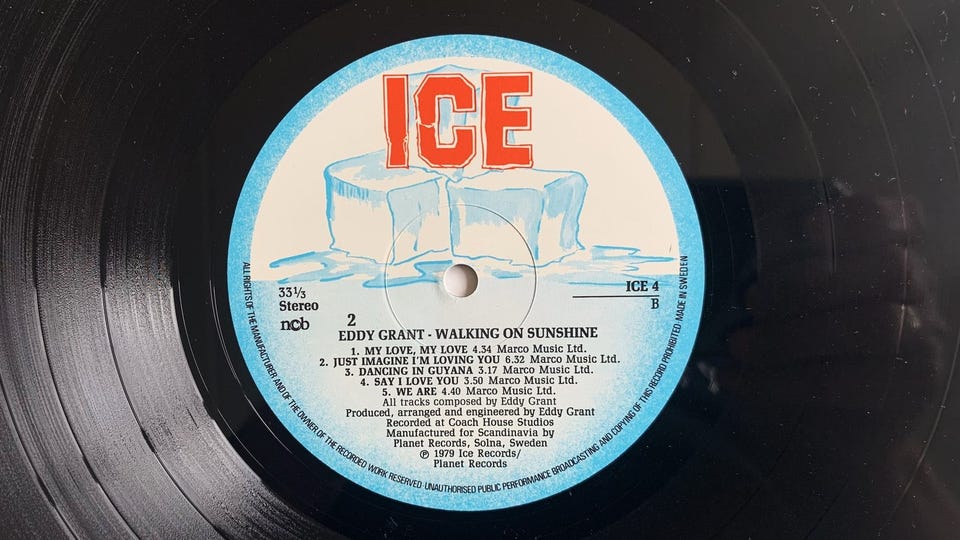 ICE
33⅓
Stereo
ncb
ICE 4
B
2
EDDY GRANT - WALKING ON SUNSHINE
1. MY LOVE, MY LOVE 4.34 Marco Music Ltd.
2. JUST IMAGINE I'M LOVING YOU 6.32 Marco Music Ltd.
3. DANCING IN GUYANA 3.17 Marco Music Ltd.
4. SAY I LOVE YOU 3.50 Marco Music Ltd.
5. WE ARE 4.40 Marco Music Ltd.
All tracks composed by Eddy Grant
Produced, arranged and engineered by Eddy Grant
Recorded at Coach House Studios
Manufactured for Scandinavia by
Planet Records, Solna, Sweden
℗ 1979 Ice Records/
Planet Records
ALL RIGHTS OF THE MANUFACTURER AND OF THE OWNER OF THE RECORDED WORK RESERVED · UNAUTHORISED PUBLIC PERFORMANCE BROADCASTING AND COPYING OF THIS RECORD PROHIBITED · MADE IN SWEDEN